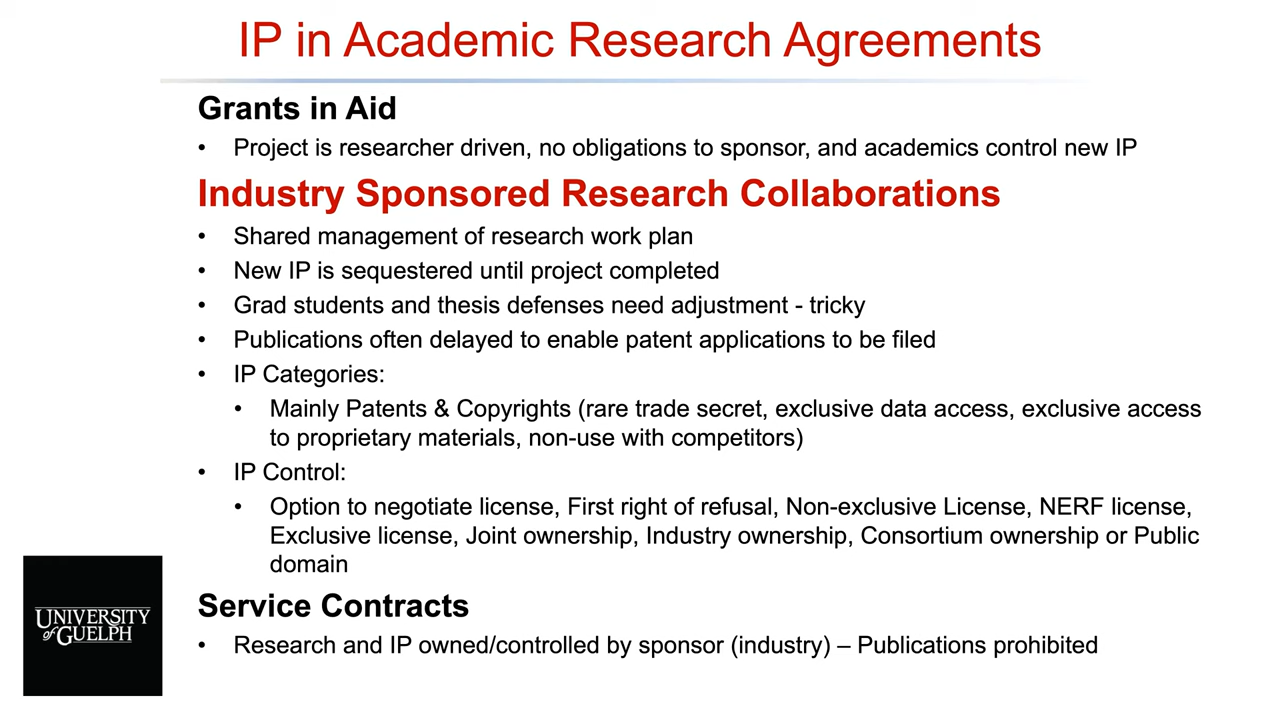 IP in Academic Research Agreements
Grants in Aid
• Project is researcher driven, no obligations to sponsor, and academics control new IP
Industry Sponsored Research Collaborations
• Shared management of research work plan
• New IP is sequestered until project completed
• Grad students and thesis defenses need adjustment - tricky
• Publications often delayed to enable patent applications to be filed
• IP Categories:
• Mainly Patents & Copyrights (rare trade secret, exclusive data access, exclusive access
to proprietary materials, non-use with competitors)
• IP Control:
• Option to negotiate license, First right of refusal, Non-exclusive License, NERF license,
Exclusive license, Joint ownership, Industry ownership, Consortium ownership or Public
domain
Service Contracts
• Research and IP owned/controlled by sponsor (industry) – Publications prohibited
UNIVERSITY
of GUELPH